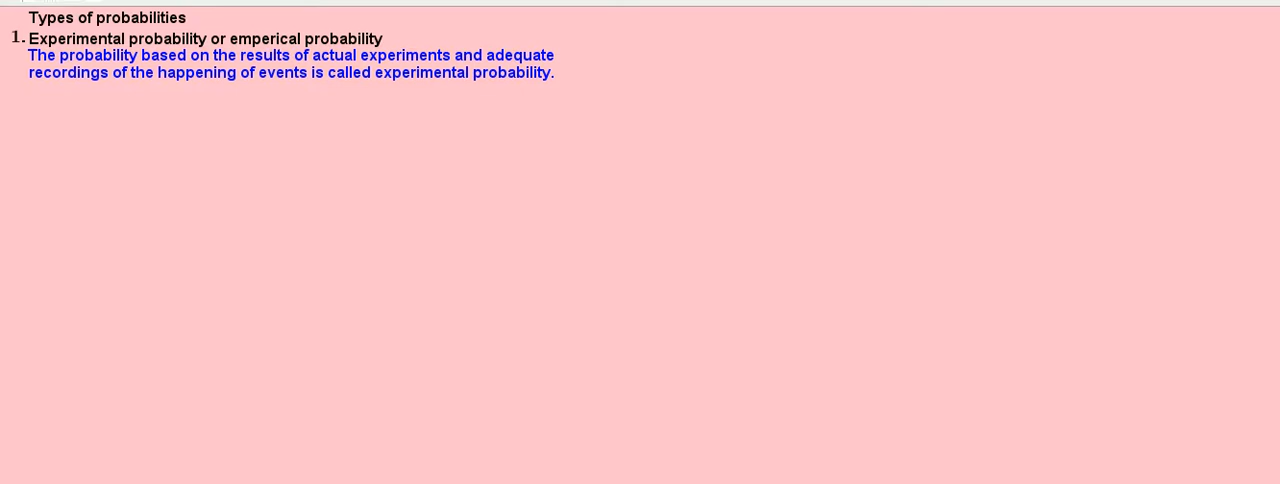 Types of probabilities
1. Experimental probability or emperical probability
The probability based on the results of actual experiments and adequate
recordings of the happening of events is called experimental probability.